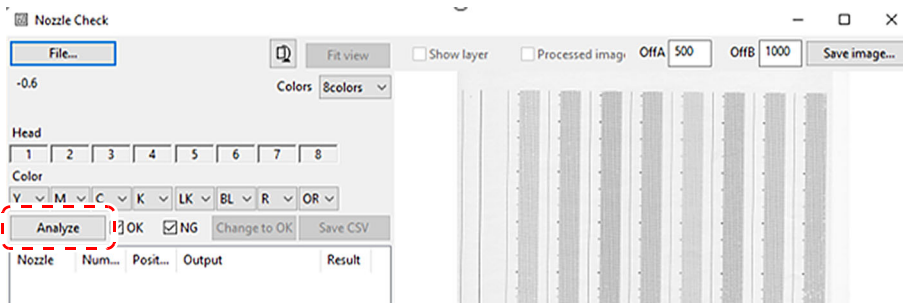 Nozzle Check
File... Fit view Show layer Processed imag OffA 500 OffB 1000 Save image...
-0.6 Colors 8colors
Head
1 2 3 4 5 6 7 8
Color
Y M C K LK BL R OR
Analyze OK NG Change to OK Save CSV
Nozzle Num... Posit... Output Result